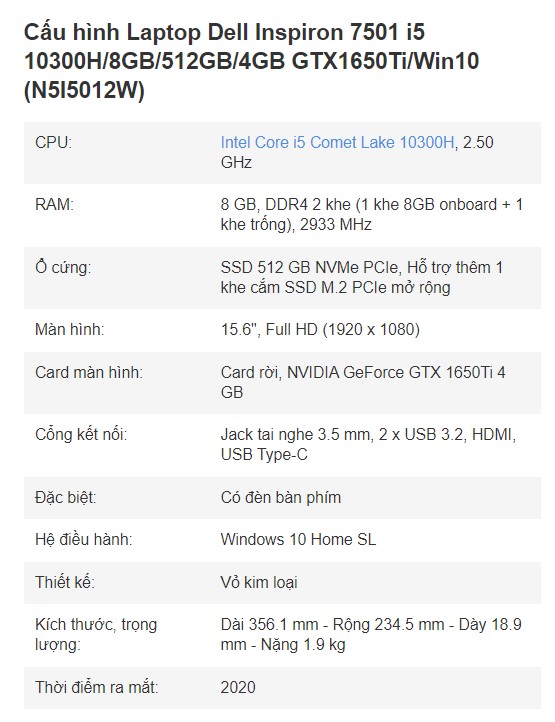 Cấu hình Laptop Dell Inspiron 7501 i5
10300H/8GB/512GB/4GB GTX1650Ti/Win10
(N5I5012W)
CPU:
Intel Core i5 Comet Lake 10300H, 2.50
GHz
RAM:
8 GB, DDR4 2 khe (1 khe 8GB onboard + 1
khe trống), 2933 MHz
Ổ cứng:
SSD 512 GB NVMe PCIe, Hỗ trợ thêm 1
khe cắm SSD M.2 PCIe mở rộng
Màn hình:
15.6", Full HD (1920 x 1080)
Card màn hình:
Card rời, NVIDIA GeForce GTX 1650Ti 4
GB
Cổng kết nối:
Jack tai nghe 3.5 mm, 2 x USB 3.2, HDMI,
USB Type-C
Đặc biệt:
Có đèn bàn phím
Hệ điều hành:
Windows 10 Home SL
Thiết kế:
Vỏ kim loại
Kích thước, trọng
lượng:
Dài 356.1 mm - Rộng 234.5 mm - Dày 18.9
mm - Nặng 1.9 kg
Thời điểm ra mắt:
2020